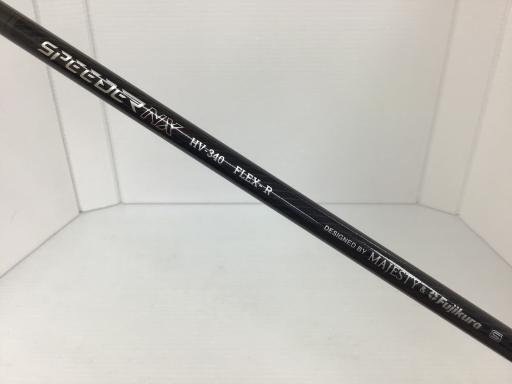 SPEEDER NX HV-340 FLEX-R DESIGNED BY MAJESTY & Fujikura S